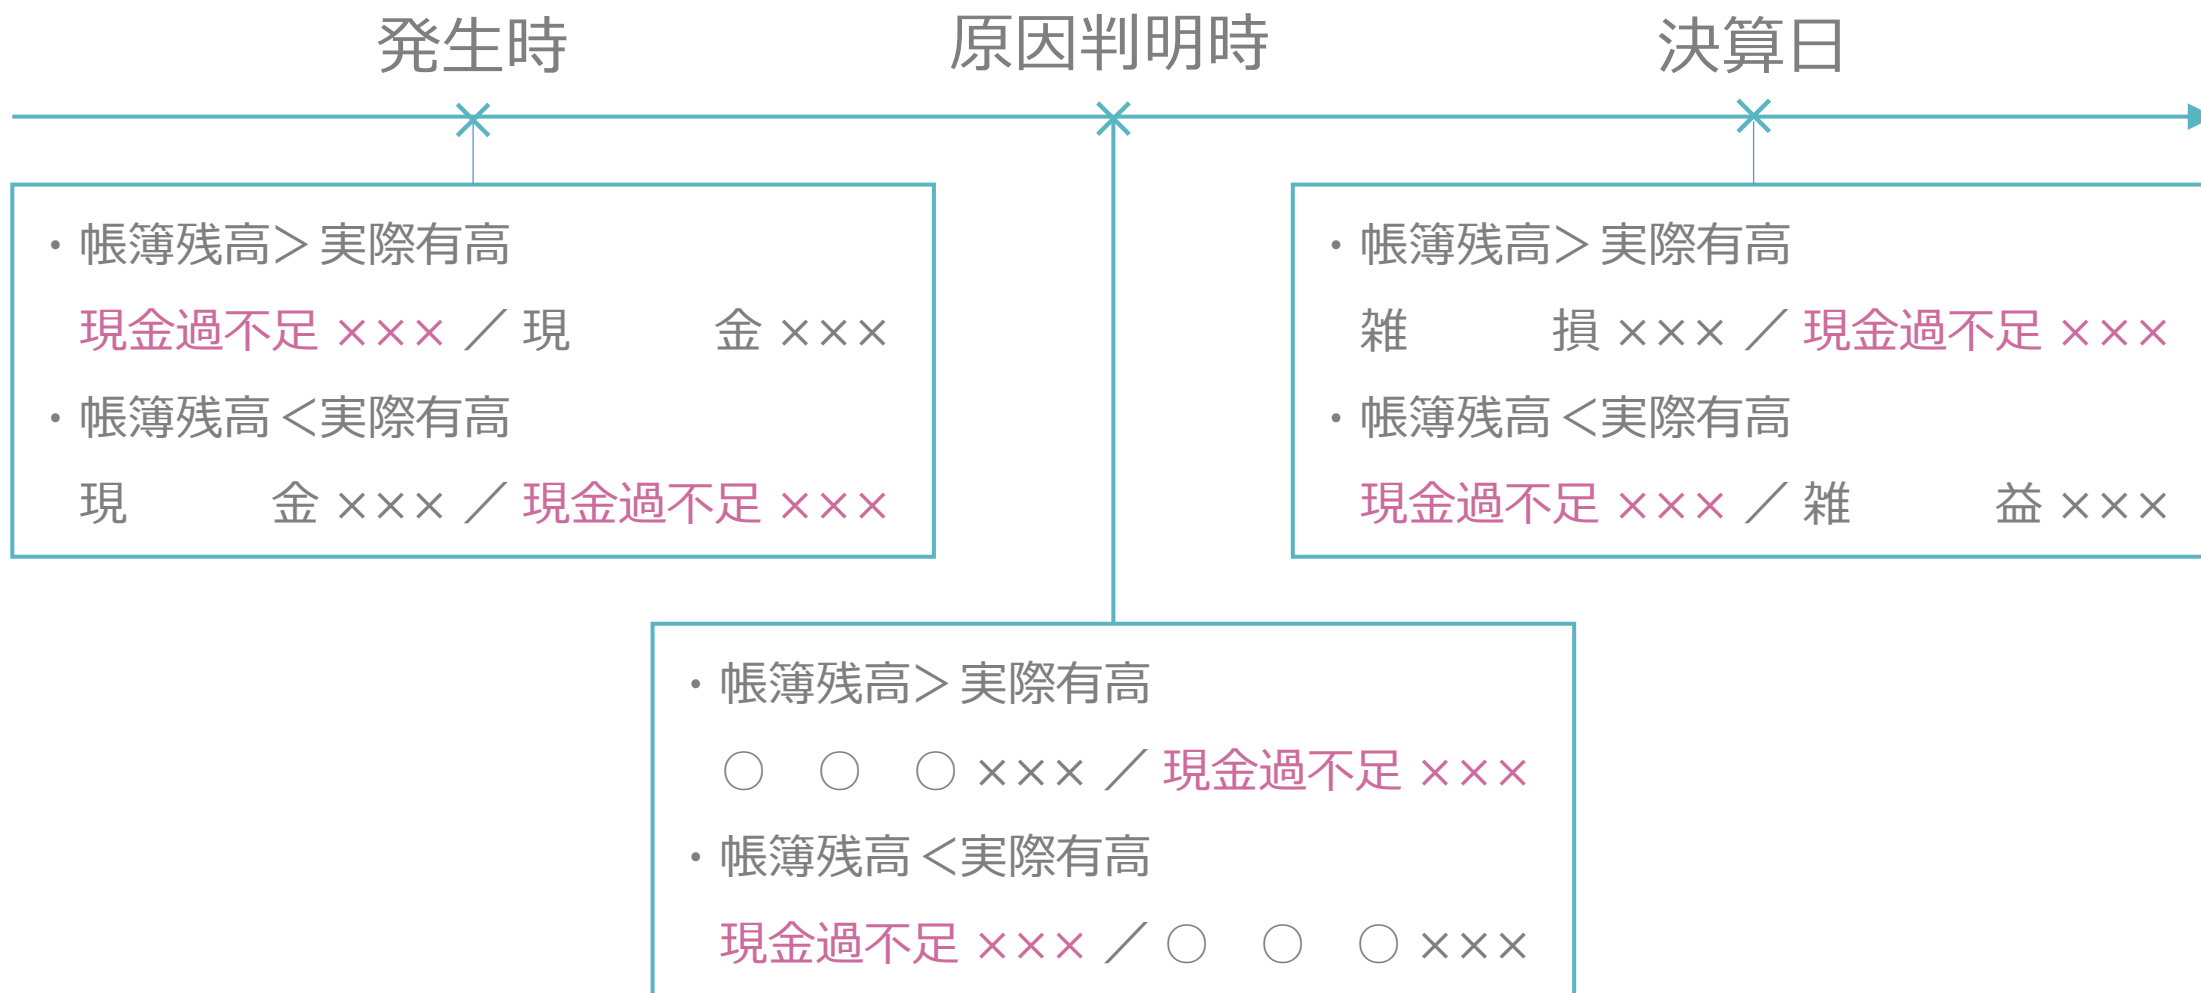 発生時
原因判明時
決算日
・帳簿残高＞実際有高
現金過不足 ××× ／ 現　　　金 ×××
・帳簿残高＜実際有高
現　　　金 ××× ／ 現金過不足 ×××
・帳簿残高＞実際有高
〇　〇　〇 ××× ／ 現金過不足 ×××
・帳簿残高＜実際有高
現金過不足 ××× ／ 〇　〇　〇 ×××
・帳簿残高＞実際有高
雑　　　損 ××× ／ 現金過不足 ×××
・帳簿残高＜実際有高
現金過不足 ××× ／ 雑　　　益 ×××